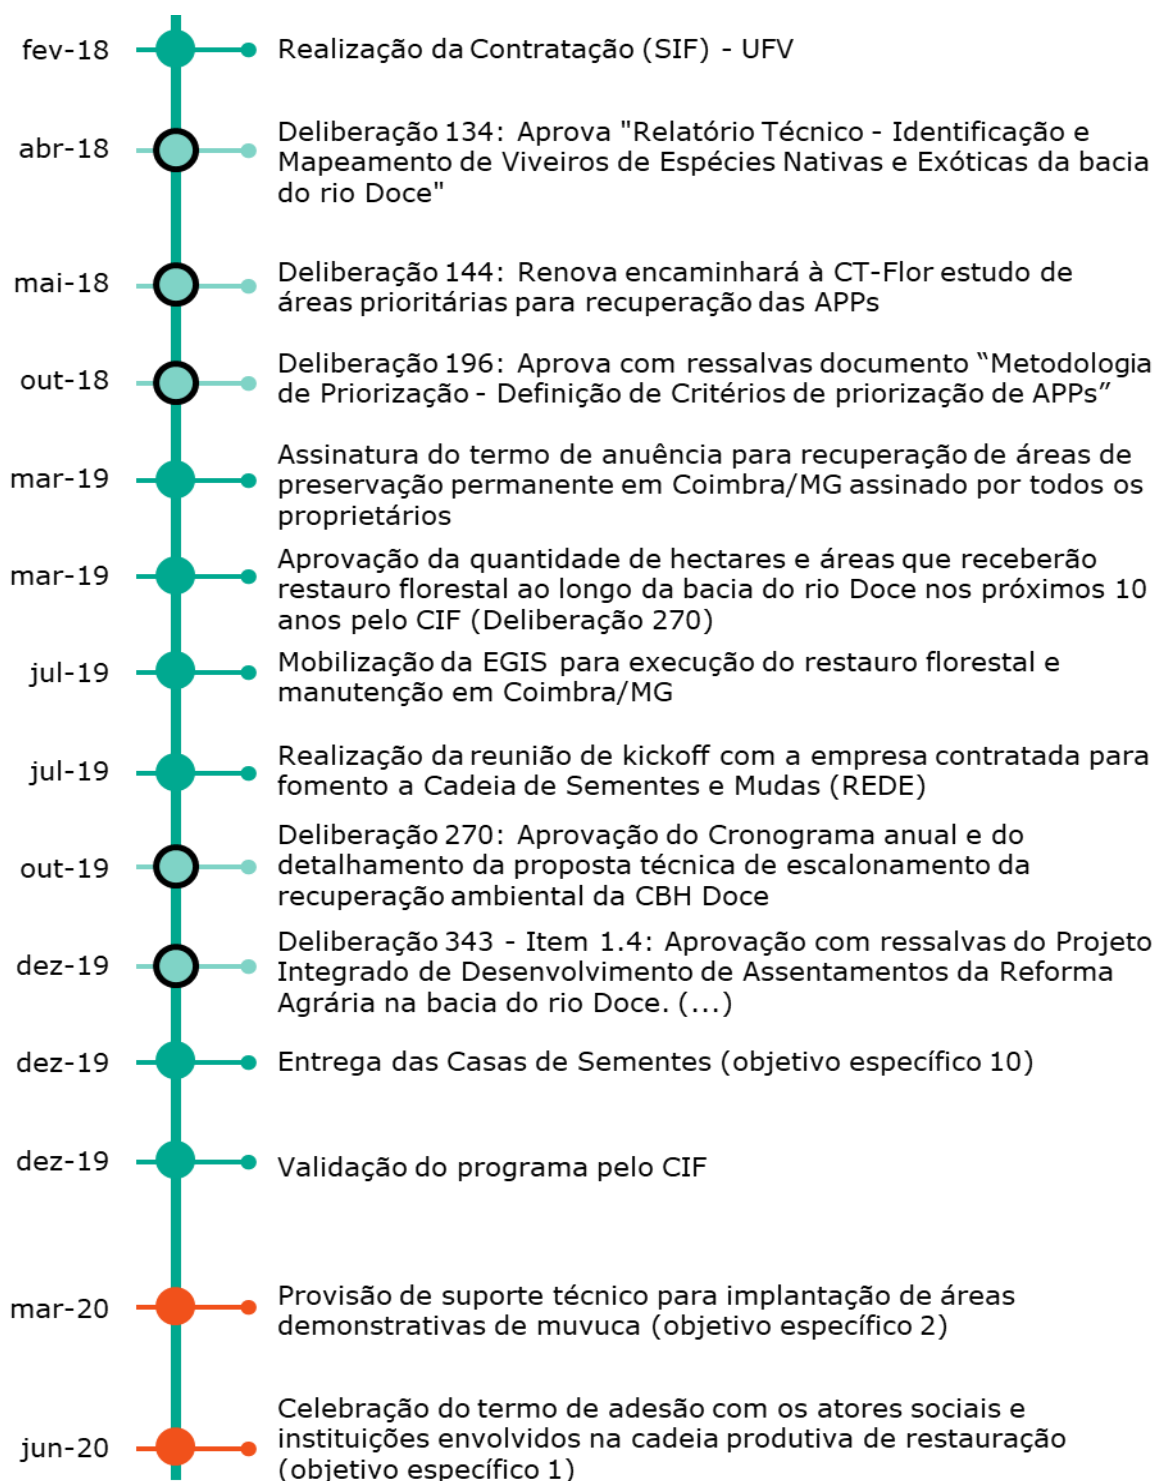 fev-18
Realização da Contratação (SIF) - UFV
abr-18
Deliberação 134: Aprova "Relatório Técnico - Identificação e
Mapeamento de Viveiros de Espécies Nativas e Exóticas da bacia
do rio Doce"
mai-18
Deliberação 144: Renova encaminhará à CT-Flor estudo de
áreas prioritárias para recuperação das APPs
out-18
Deliberação 196: Aprova com ressalvas documento “Metodologia
de Priorização - Definição de Critérios de priorização de APPs”
mar-19
Assinatura do termo de anuência para recuperação de áreas de
preservação permanente em Coimbra/MG assinado por todos os
proprietários
mar-19
Aprovação da quantidade de hectares e áreas que receberão
restauro florestal ao longo da bacia do rio Doce nos próximos 10
anos pelo CIF (Deliberação 270)
jul-19
Mobilização da EGIS para execução do restauro florestal e
manutenção em Coimbra/MG
jul-19
Realização da reunião de kickoff com a empresa contratada para
fomento a Cadeia de Sementes e Mudas (REDE)
out-19
Deliberação 270: Aprovação do Cronograma anual e do
detalhamento da proposta técnica de escalonamento da
recuperação ambiental da CBH Doce
dez-19
Deliberação 343 - Item 1.4: Aprovação com ressalvas do Projeto
Integrado de Desenvolvimento de Assentamentos da Reforma
Agrária na bacia do rio Doce. (...)
dez-19
Entrega das Casas de Sementes (objetivo específico 10)
dez-19
Validação do programa pelo CIF
mar-20
Provisão de suporte técnico para implantação de áreas
demonstrativas de muvuca (objetivo específico 2)
jun-20
Celebração do termo de adesão com os atores sociais e
instituições envolvidos na cadeia produtiva de restauração
(objetivo específico 1)